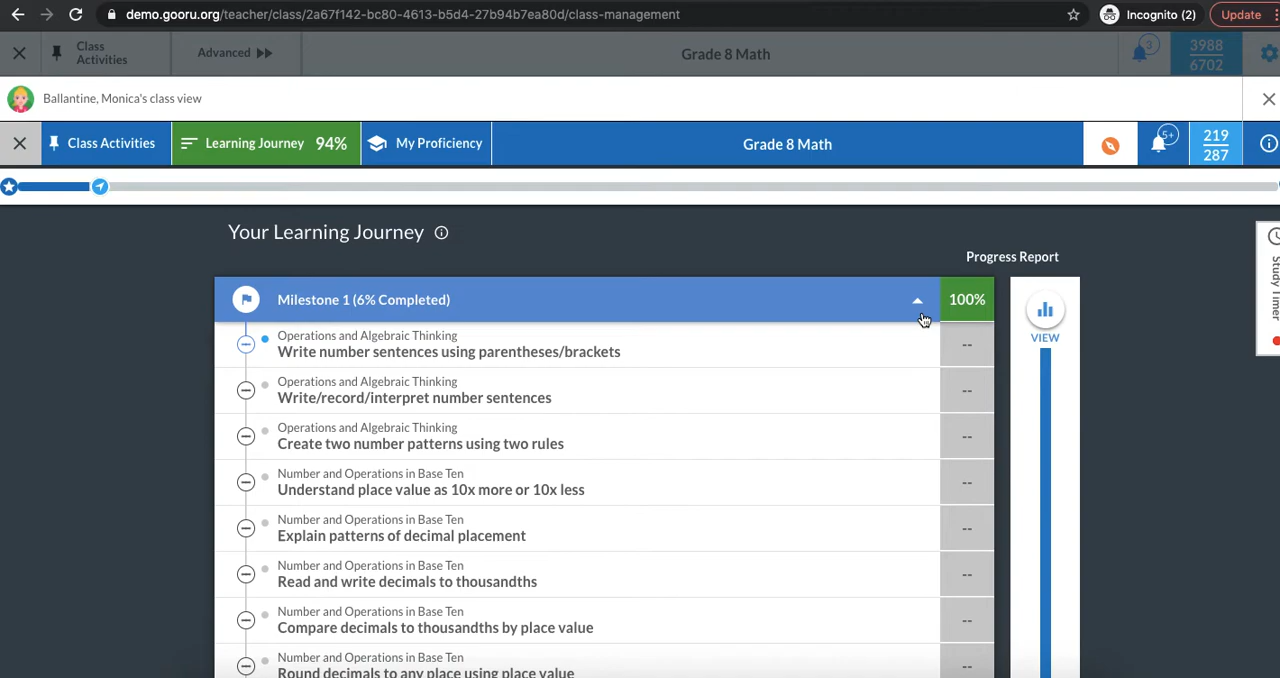 demo.gooru.org/teacher/class/2a67f142-bc80-4613-b5d4-27b94b7ea80d/class-management
Incognito (2)
Update
Class
Activities
Advanced
Grade 8 Math
3
3988
6702
Ballantine, Monica's class view
Class Activities
Learning Journey 94%
My Proficiency
Grade 8 Math
5+
219
287
Your Learning Journey
Progress Report
Milestone 1 (6% Completed)
100%
VIEW
Study Timer
Operations and Algebraic Thinking
Write number sentences using parentheses/brackets
--
Operations and Algebraic Thinking
Write/record/interpret number sentences
--
Operations and Algebraic Thinking
Create two number patterns using two rules
--
Number and Operations in Base Ten
Understand place value as 10x more or 10x less
--
Number and Operations in Base Ten
Explain patterns of decimal placement
--
Number and Operations in Base Ten
Read and write decimals to thousandths
--
Number and Operations in Base Ten
Compare decimals to thousandths by place value
--
Number and Operations in Base Ten
Round decimals to any place using place value
--